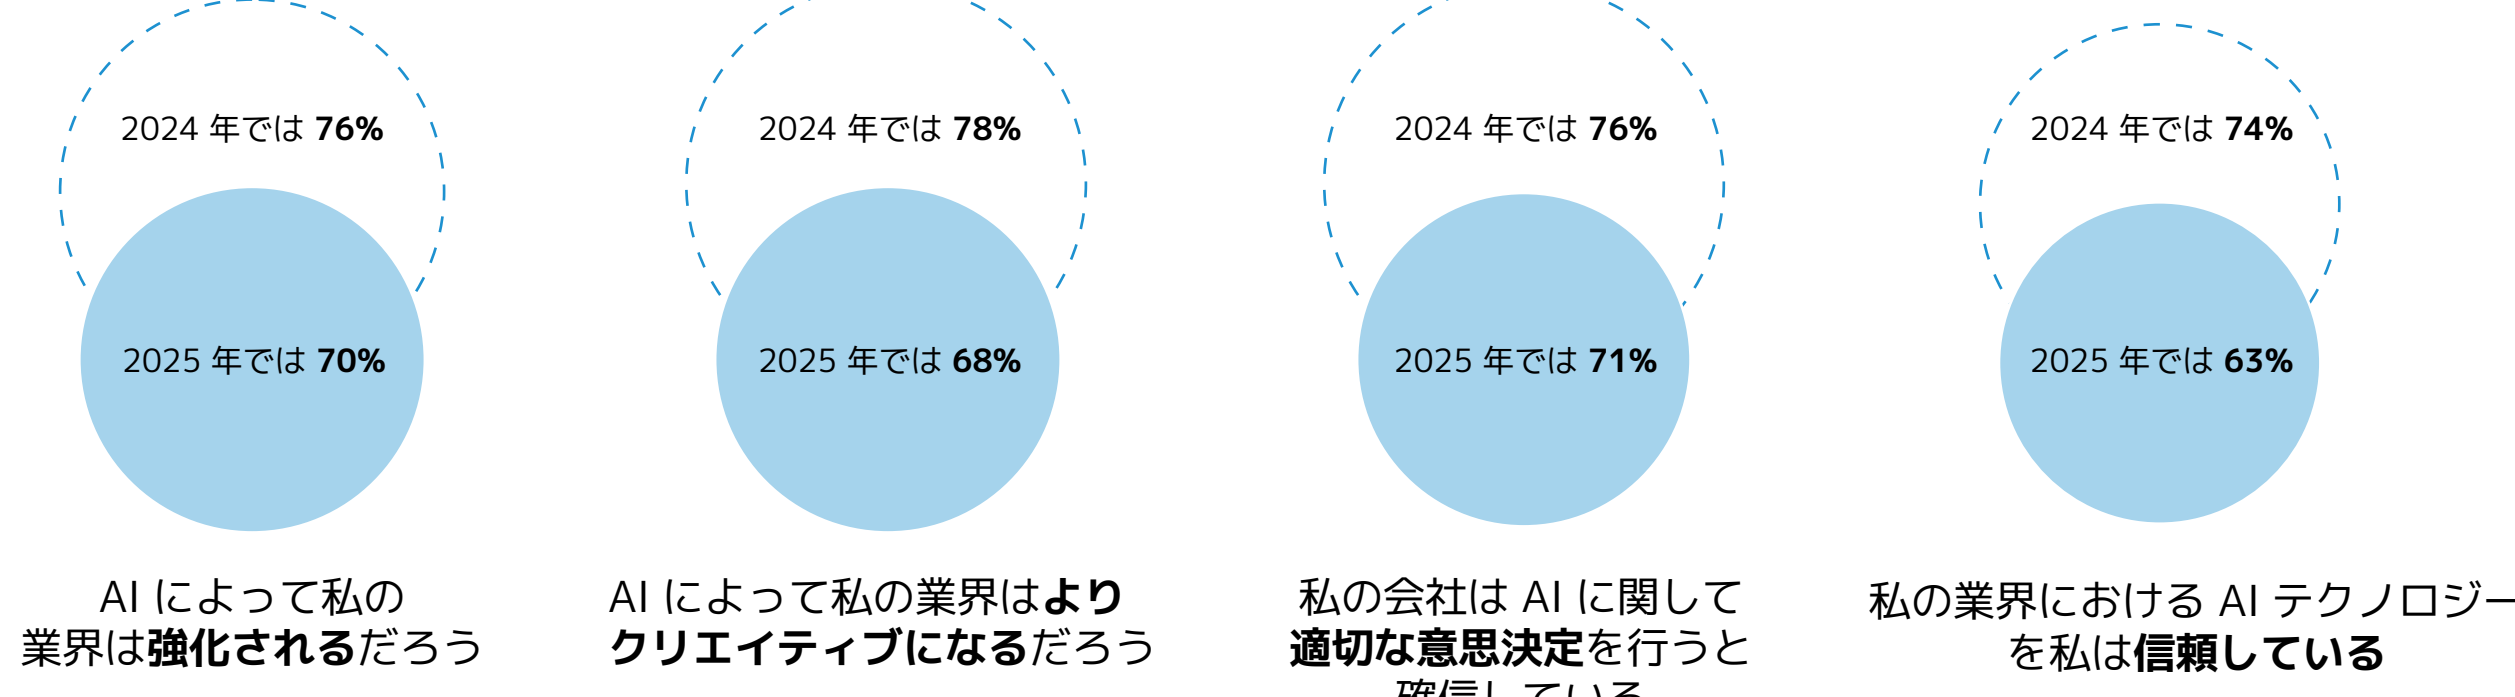 2024 年では 76%
2025 年では 70%
AI によって私の
業界は強化されるだろう
2024 年では 78%
2025 年では 68%
AI によって私の業界はより
クリエイティブになるだろう
2024 年では 76%
2025 年では 71%
私の会社は AI に関して
適切な意思決定を行うと
確信している
2024 年では 74%
2025 年では 63%
私の業界における AI テクノロジー
を私は信頼している